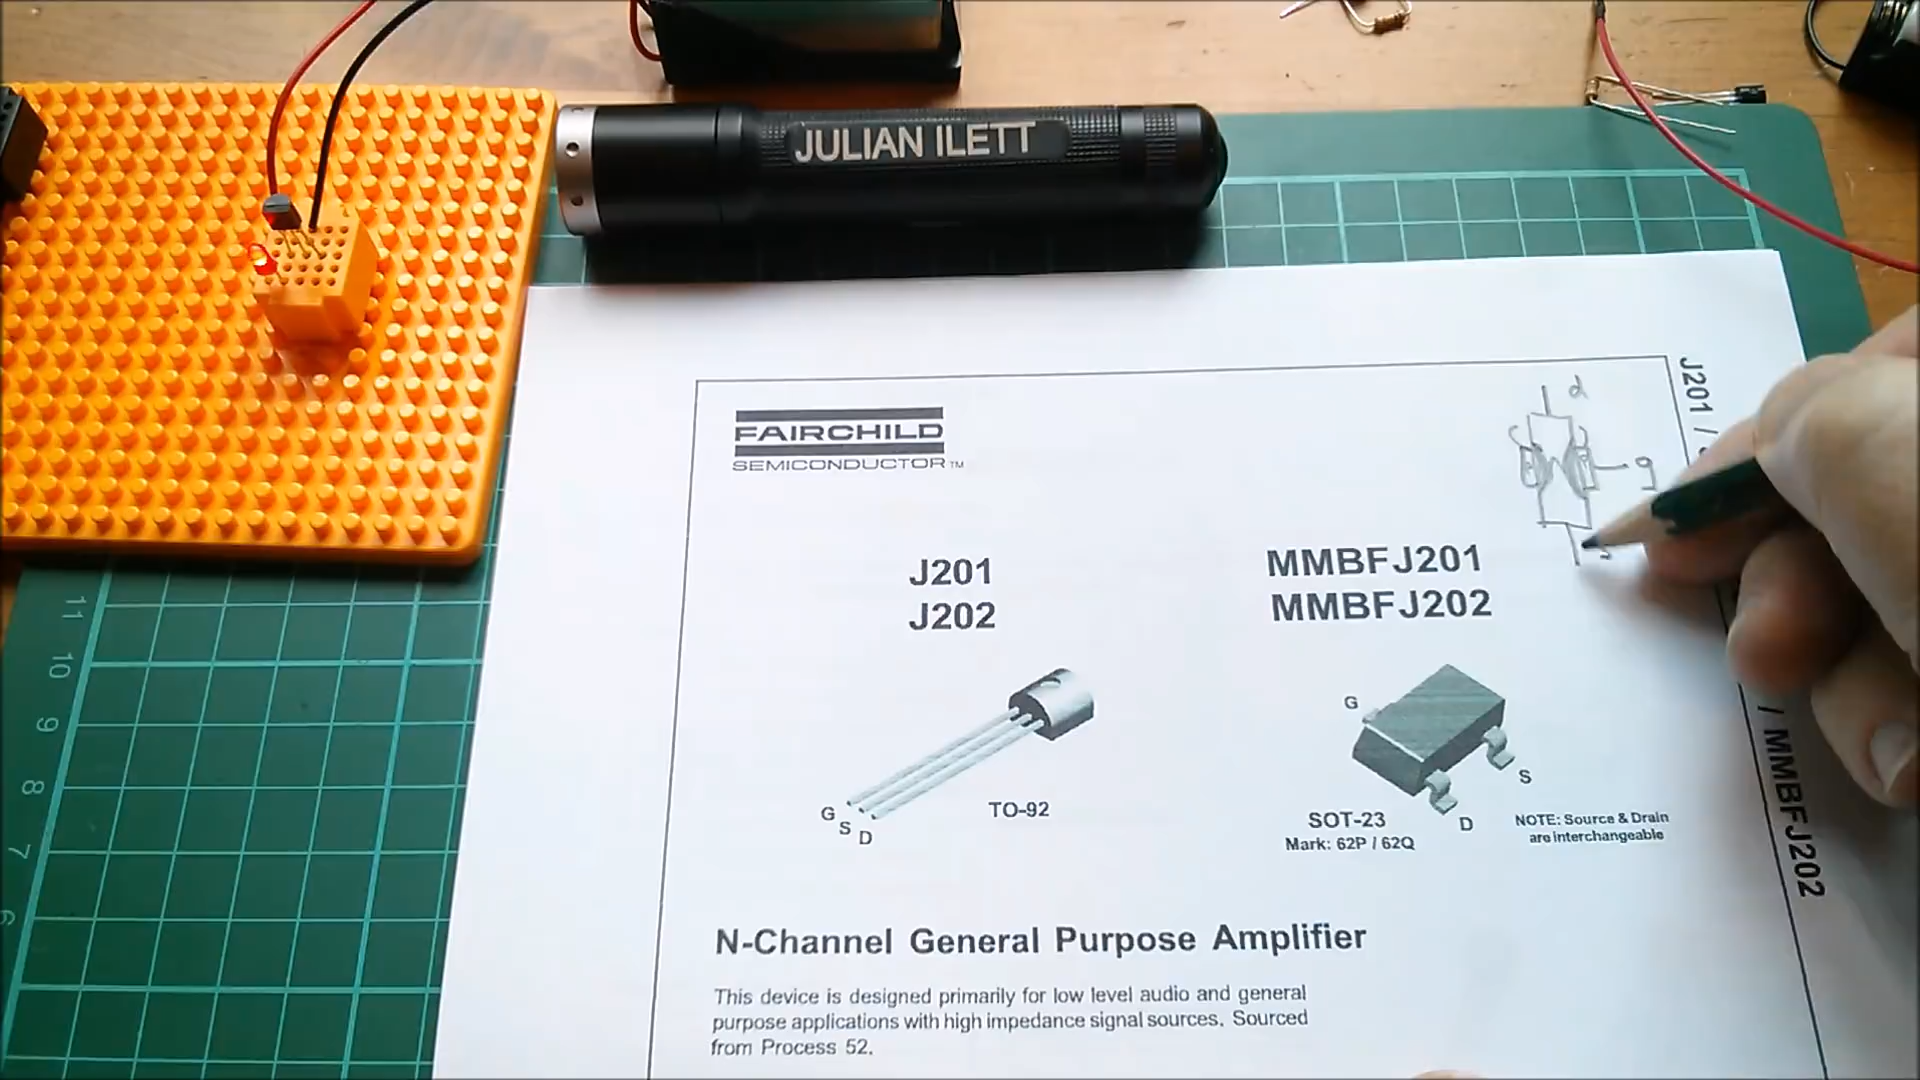 JULIAN ILETT
FAIRCHILD
SEMICONDUCTOR™
d
g
J201
J202
MMBFJ201
MMBFJ202
G
S
D
TO-92
G
S
D
SOT-23
Mark: 62P / 62Q
NOTE: Source & Drain
are interchangeable
N-Channel General Purpose Amplifier
This device is designed primarily for low level audio and general
purpose applications with high impedance signal sources. Sourced
from Process 52.
J201 /
/ MMBFJ202
11
10
9
8
7
6